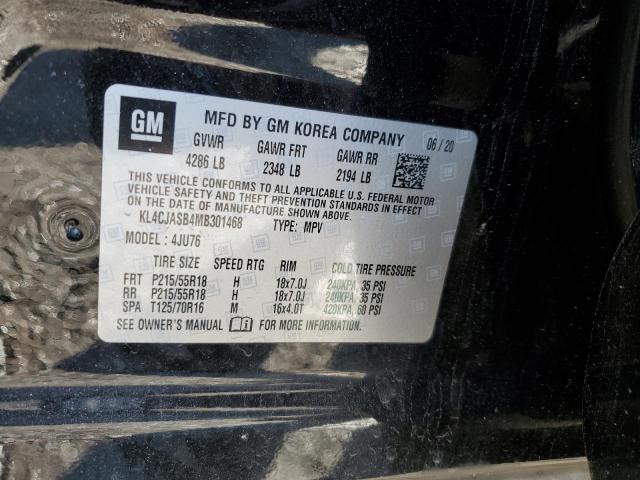 GM
MFD BY GM KOREA COMPANY 06/20
GVWR GAWR FRT GAWR RR
4286 LB 2348 LB 2194 LB
THIS VEHICLE CONFORMS TO ALL APPLICABLE U.S. FEDERAL MOTOR
VEHICLE SAFETY AND THEFT PREVENTION STANDARDS IN EFFECT
ON THE DATE OF MANUFACTURE SHOWN ABOVE.
KL4CJASB4MB301468 TYPE: MPV
MODEL: 4JU76
TIRE SIZE SPEED RTG RIM COLD TIRE PRESSURE
FRT P215/55R18 H 18x7.0J 240KPA, 35 PSI
RR P215/55R18 H 18x7.0J 240KPA, 35 PSI
SPA T125/70R16 M 16x4.0T 420KPA, 60 PSI
SEE OWNER'S MANUAL FOR MORE INFORMATION.